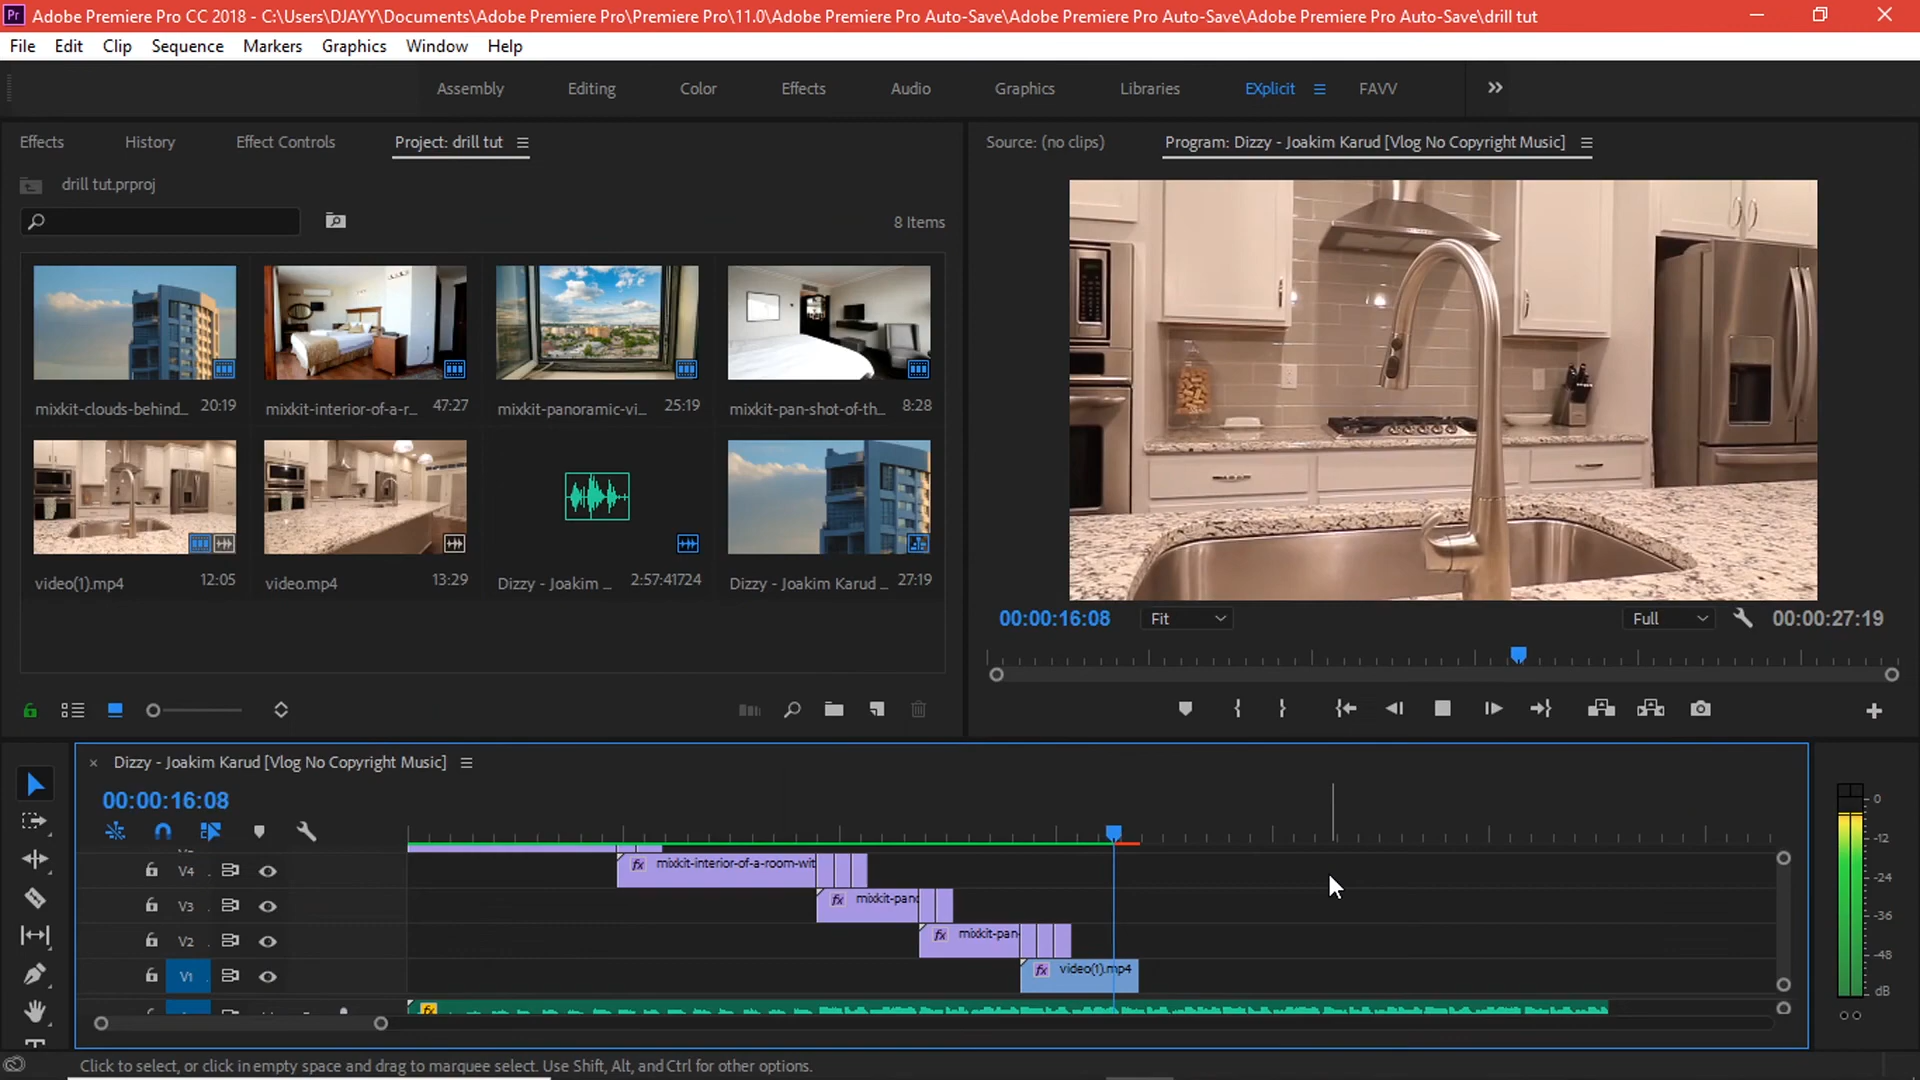 Pr Adobe Premiere Pro CC 2018 - C:\Users\DJAYY\Documents\Adobe Premiere Pro\Premiere Pro\11.0\Adobe Premiere Pro Auto-Save\Adobe Premiere Pro Auto-Save\Adobe Premiere Pro Auto-Save\drill tut
File Edit Clip Sequence Markers Graphics Window Help
Assembly Editing Color Effects Audio Graphics Libraries EXplicit FAVV
Effects History Effect Controls Project: drill tut
Source: (no clips) Program: Dizzy - Joakim Karud [Vlog No Copyright Music]
drill tut.prproj
8 Items
mixkit-clouds-behind... 20:19 mixkit-interior-of-a-r... 47:27 mixkit-panoramic-vi... 25:19 mixkit-pan-shot-of-th... 8:28
video(1).mp4 12:05 video.mp4 13:29 Dizzy - Joakim ... 2:57:41724 Dizzy - Joakim Karud ... 27:19
00:00:16:08 Fit Full 00:00:27:19
× Dizzy - Joakim Karud [Vlog No Copyright Music]
00:00:16:08
V4 fx mixkit-interior-of-a-room-wit
V3 fx mixkit-pand
V2 fx mixkit-pan-
V1 fx video(1).mp4
fx
0
-12
-24
-36
-48
dB
Click to select, or click in empty space and drag to marquee select. Use Shift, Alt, and Ctrl for other options.